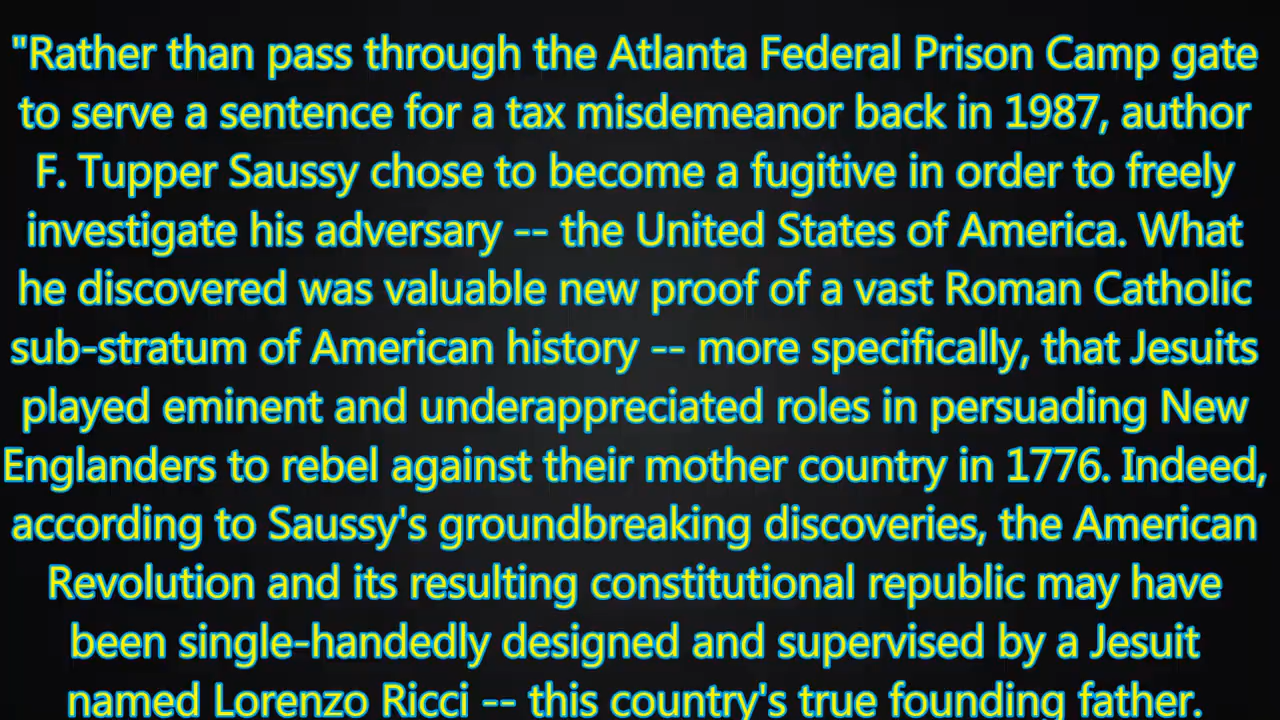 "Rather than pass through the Atlanta Federal Prison Camp gate
to serve a sentence for a tax misdemeanor back in 1987, author
F. Tupper Saussy chose to become a fugitive in order to freely
investigate his adversary -- the United States of America. What
he discovered was valuable new proof of a vast Roman Catholic
sub-stratum of American history -- more specifically, that Jesuits
played eminent and underappreciated roles in persuading New
Englanders to rebel against their mother country in 1776. Indeed,
according to Saussy's groundbreaking discoveries, the American
Revolution and its resulting constitutional republic may have
been single-handedly designed and supervised by a Jesuit
named Lorenzo Ricci -- this country's true founding father.